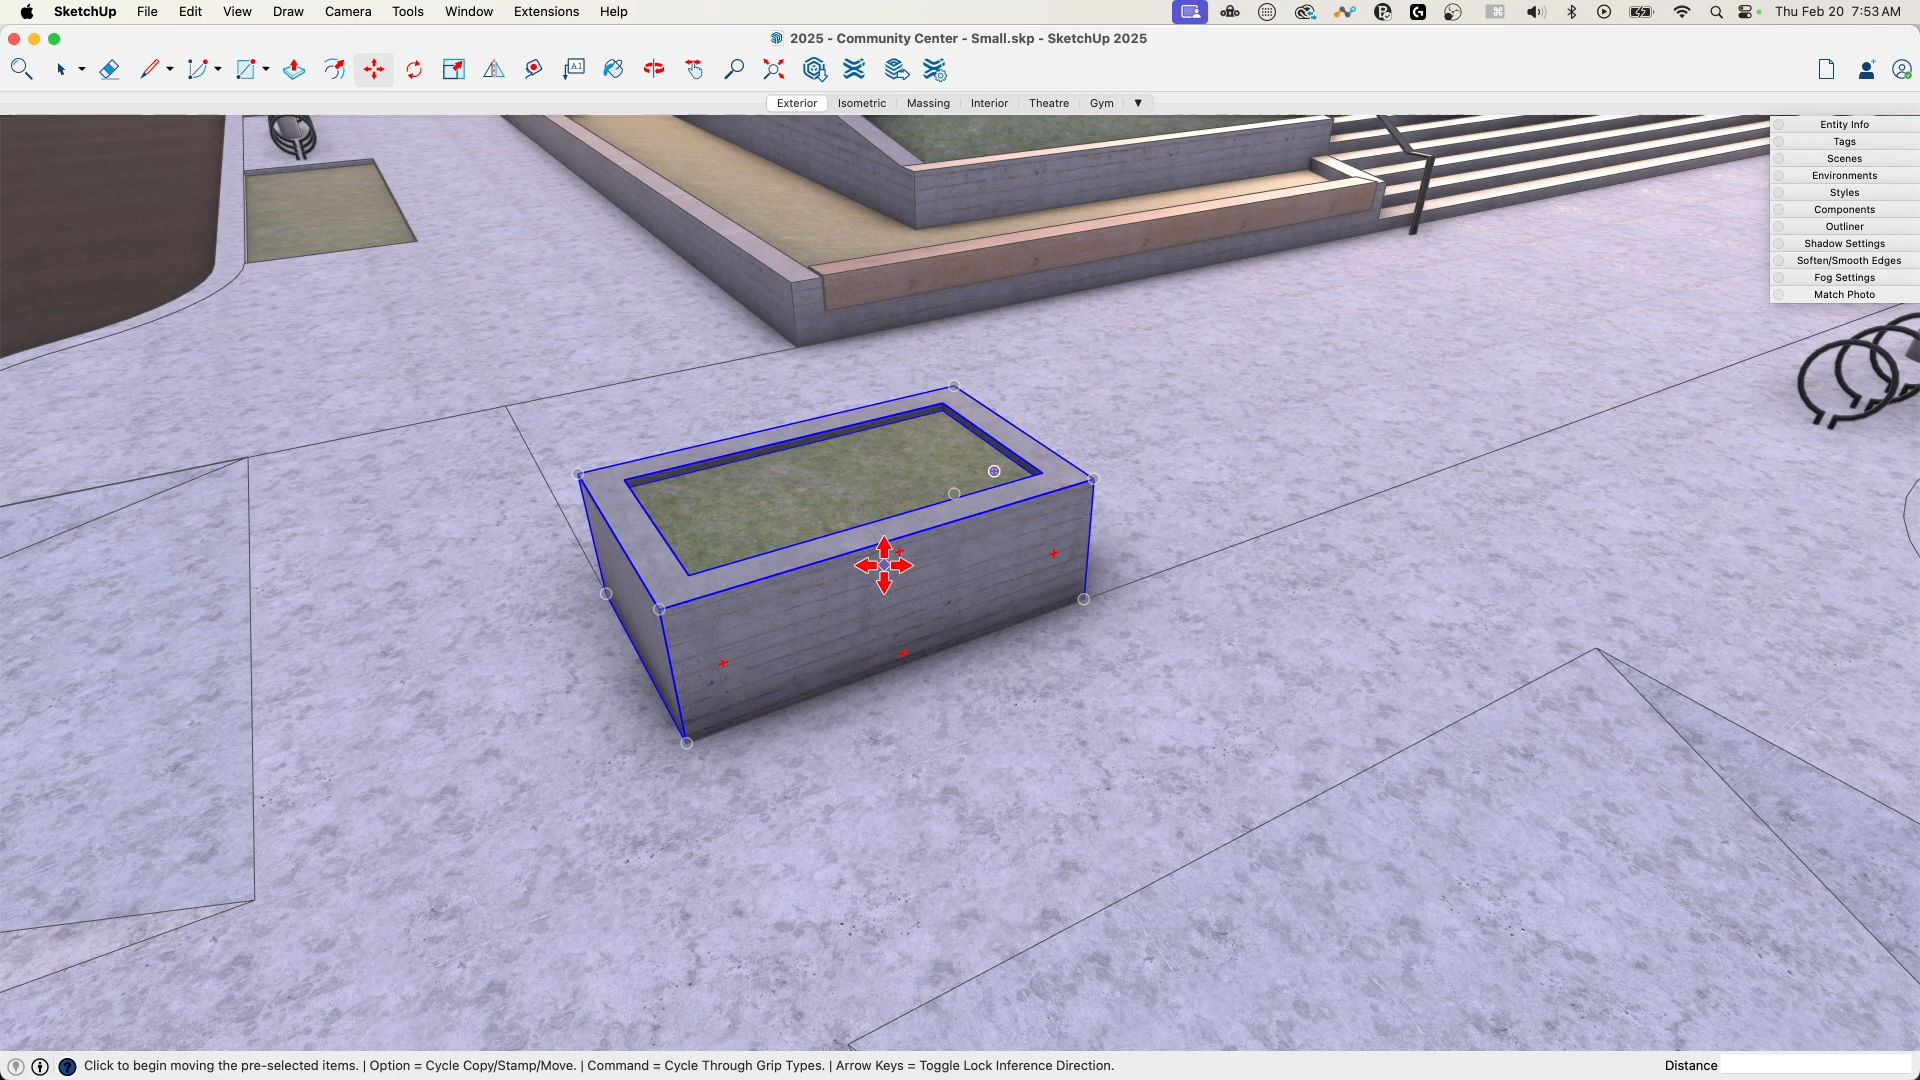 SketchUp File Edit View Draw Camera Tools Window Extensions Help Thu Feb 20 7:53 AM
2025 - Community Center - Small.skp - SketchUp 2025
A1
Exterior Isometric Massing Interior Theatre Gym ▼
Entity Info
Tags
Scenes
Environments
Styles
Components
Outliner
Shadow Settings
Soften/Smooth Edges
Fog Settings
Match Photo
Click to begin moving the pre-selected items. | Option = Cycle Copy/Stamp/Move. | Command = Cycle Through Grip Types. | Arrow Keys = Toggle Lock Inference Direction. Distance